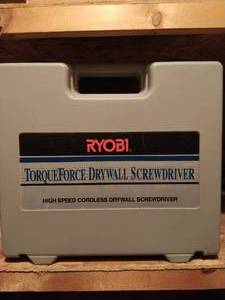 RYOBI
TORQUEFORCE DRYWALL SCREWDRIVER
HIGH SPEED CORDLESS DRYWALL SCREWDRIVER